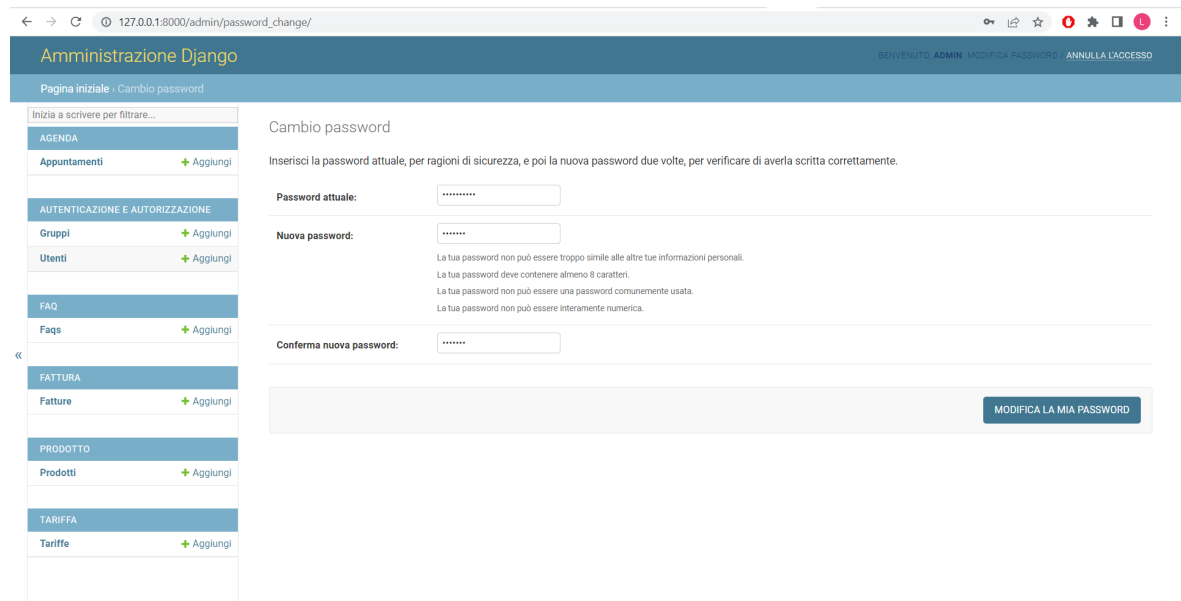 127.0.0.1:8000/admin/password_change/
L
Amministrazione Django
BENVENUTO, ADMIN. MODIFICA PASSWORD / ANNULLA L'ACCESSO
Pagina iniziale › Cambio password
Inizia a scrivere per filtrare...
AGENDA
Appuntamenti + Aggiungi
AUTENTICAZIONE E AUTORIZZAZIONE
Gruppi + Aggiungi
Utenti + Aggiungi
FAQ
Faqs + Aggiungi
«
FATTURA
Fatture + Aggiungi
PRODOTTO
Prodotti + Aggiungi
TARIFFA
Tariffe + Aggiungi
Cambio password
Inserisci la password attuale, per ragioni di sicurezza, e poi la nuova password due volte, per verificare di averla scritta correttamente.
Password attuale: ··········
Nuova password: ·······
La tua password non può essere troppo simile alle altre tue informazioni personali.
La tua password deve contenere almeno 8 caratteri.
La tua password non può essere una password comunemente usata.
La tua password non può essere interamente numerica.
Conferma nuova password: ·······
MODIFICA LA MIA PASSWORD